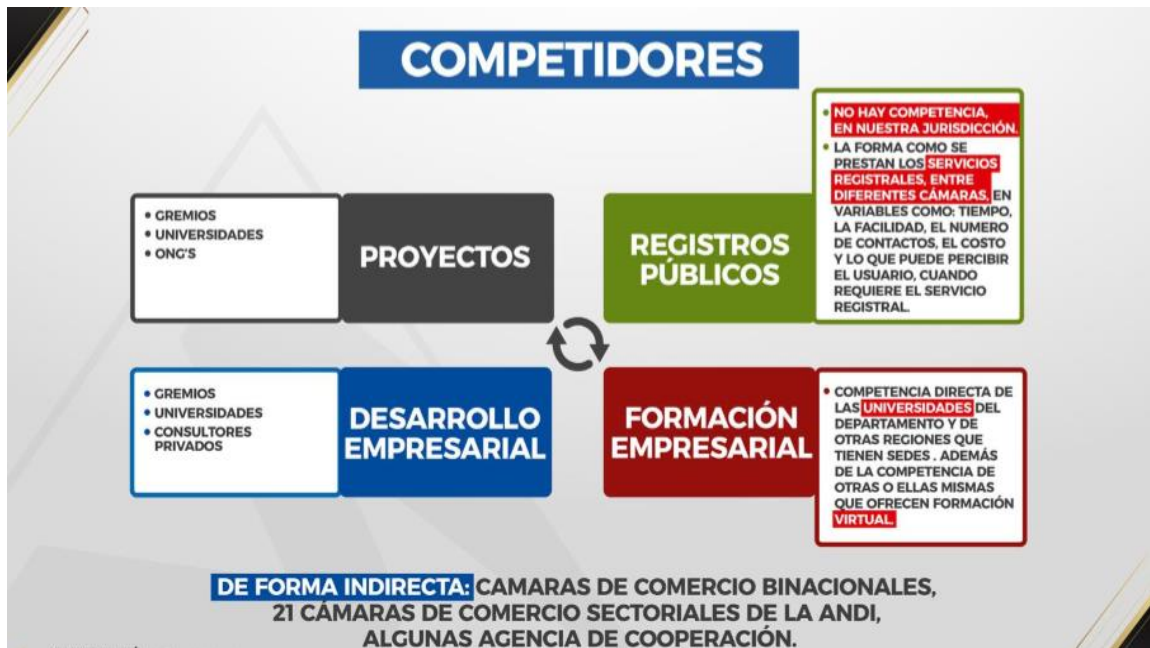 COMPETIDORES
• GREMIOS
• UNIVERSIDADES
• ONG'S
PROYECTOS
REGISTROS
PÚBLICOS
• NO HAY COMPETENCIA,
EN NUESTRA JURISDICCIÓN.
• LA FORMA COMO SE
PRESTAN LOS SERVICIOS
REGISTRALES, ENTRE
DIFERENTES CÁMARAS, EN
VARIABLES COMO: TIEMPO,
LA FACILIDAD, EL NUMERO
DE CONTACTOS, EL COSTO
Y LO QUE PUEDE PERCIBIR
EL USUARIO, CUANDO
REQUIERE EL SERVICIO
REGISTRAL.
• GREMIOS
• UNIVERSIDADES
• CONSULTORES
PRIVADOS
DESARROLLO
EMPRESARIAL
FORMACIÓN
EMPRESARIAL
• COMPETENCIA DIRECTA DE
LAS UNIVERSIDADES DEL
DEPARTAMENTO Y DE
OTRAS REGIONES QUE
TIENEN SEDES . ADEMÁS
DE LA COMPETENCIA DE
OTRAS O ELLAS MISMAS
QUE OFRECEN FORMACIÓN
VIRTUAL.
DE FORMA INDIRECTA: CAMARAS DE COMERCIO BINACIONALES,
21 CÁMARAS DE COMERCIO SECTORIALES DE LA ANDI,
ALGUNAS AGENCIA DE COOPERACIÓN.